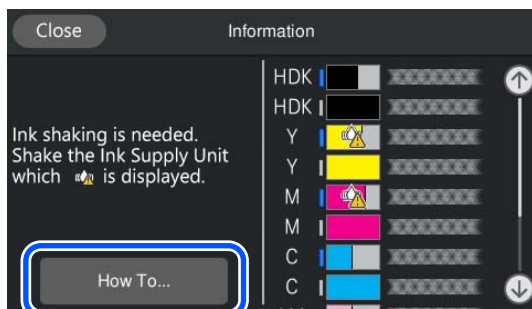 Close
Information
Ink shaking is needed.
Shake the Ink Supply Unit
which is displayed.
How To...
HDK
HDK
Y
Y
M
M
C
C